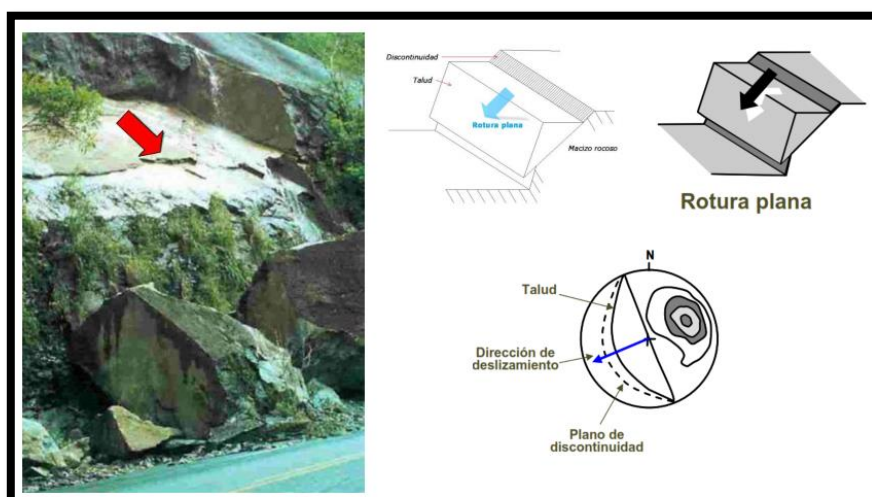 Discontinuidad
Talud
Rotura plana
Macizo rocoso
Rotura plana
N
Talud
Dirección de
deslizamiento
Plano de
discontinuidad